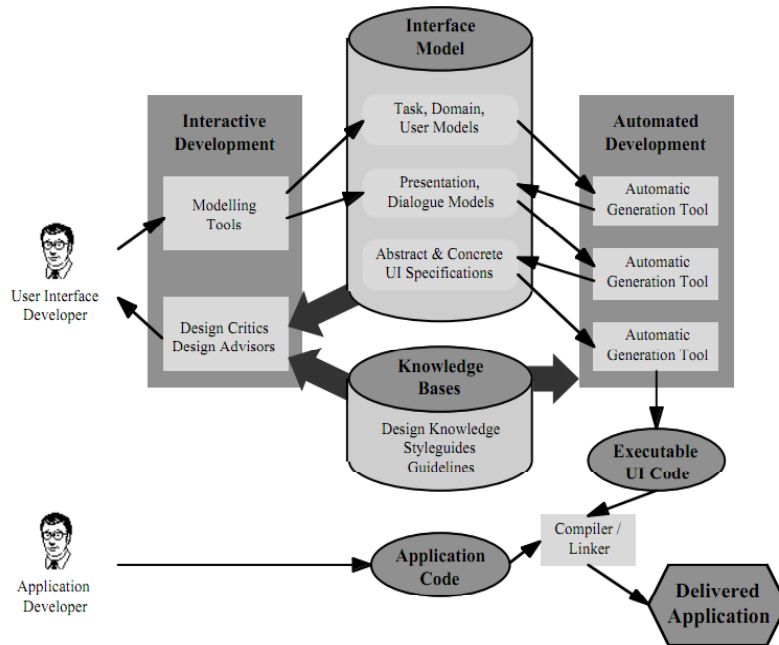 Interface
Model
Interactive
Development
Task, Domain,
User Models
Automated
Development
Modelling
Tools
Presentation,
Dialogue Models
Automatic
Generation Tool
Abstract & Concrete
UI Specifications
Automatic
Generation Tool
User Interface
Developer
Design Critics
Design Advisors
Automatic
Generation Tool
Knowledge
Bases
Design Knowledge
Styleguides
Guidelines
Executable
UI Code
Compiler /
Linker
Application
Developer
Application
Code
Delivered
Application